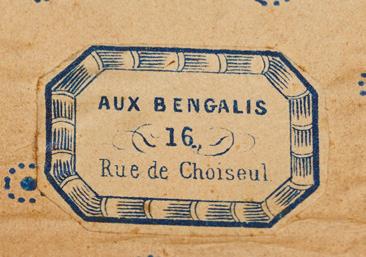 AUX BENGALIS
16.,
Rue de Choiseul